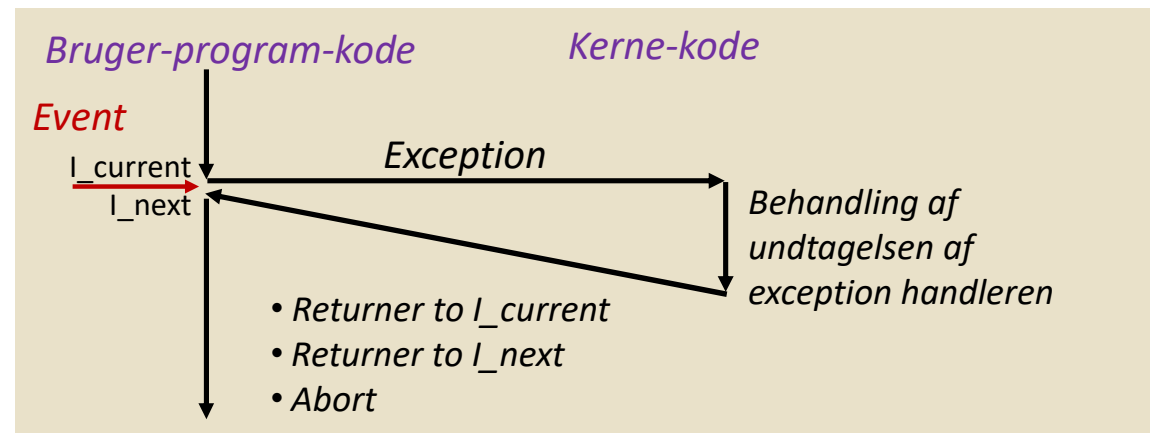 Bruger-program-kode
Kerne-kode
Event
I_current
Exception
I_next
Behandling af
undtagelsen af
exception handleren
• Returner to I_current
• Returner to I_next
• Abort